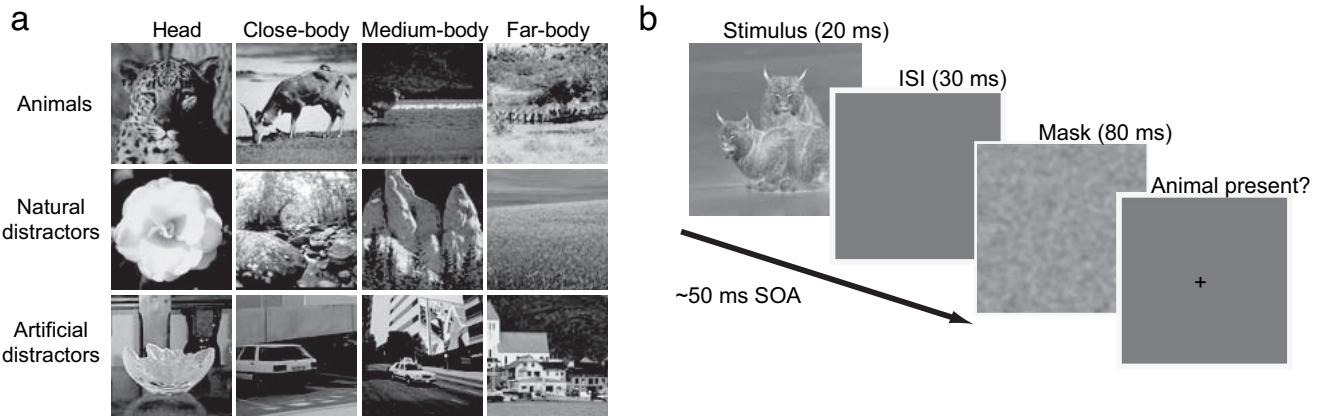 a
Head Close-body Medium-body Far-body
Animals
Natural
distractors
Artificial
distractors
b
Stimulus (20 ms)
ISI (30 ms)
Mask (80 ms)
Animal present?
+
~50 ms SOA